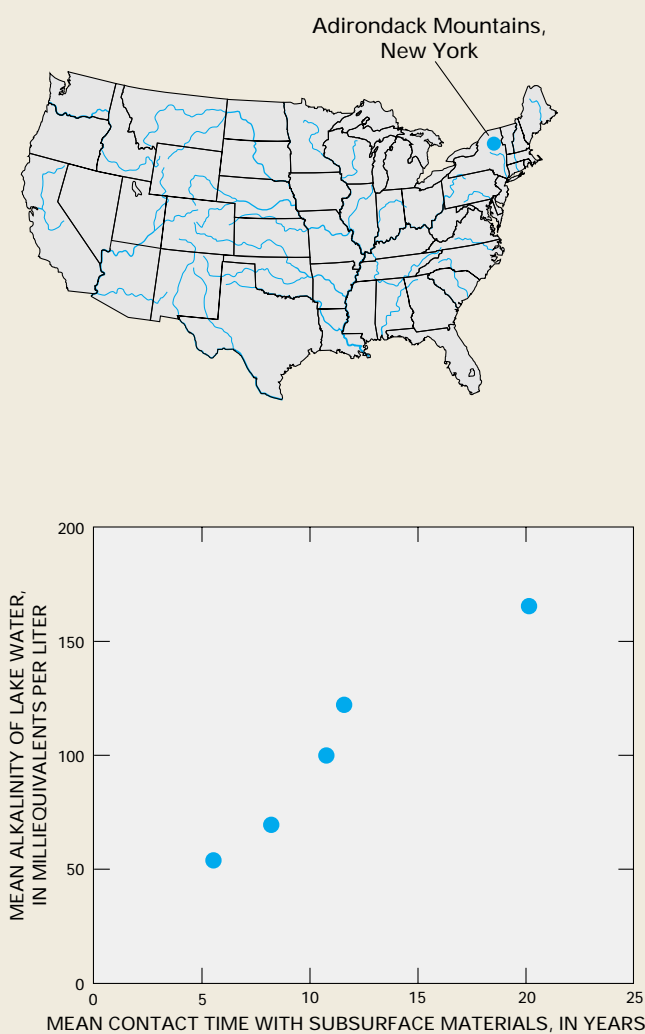 Adirondack Mountains,
New York
200
150
100
50
0
MEAN ALKALINITY OF LAKE WATER,
IN MILLIEQUIVALENTS PER LITER
0 5 10 15 20 25
MEAN CONTACT TIME WITH SUBSURFACE MATERIALS, IN YEARS